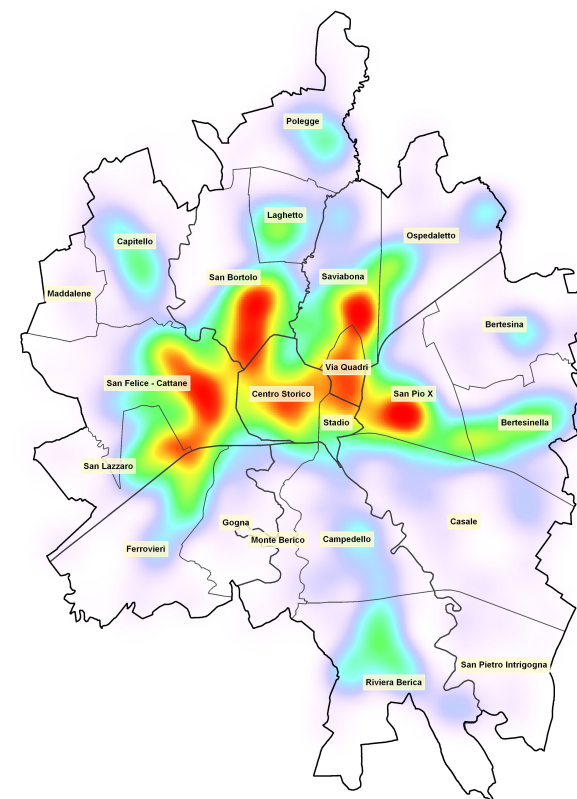 Polegge
Laghetto
Ospedaletto
Capitello
San Bortolo
Saviabona
Maddalene
Bertesina
Via Quadri
San Felice - Cattane
Centro Storico
San Pio X
Stadio
Bertesinella
San Lazzaro
Gogna
Casale
Monte Berico
Campedello
Ferrovieri
San Pietro Intrigogna
Riviera Berica